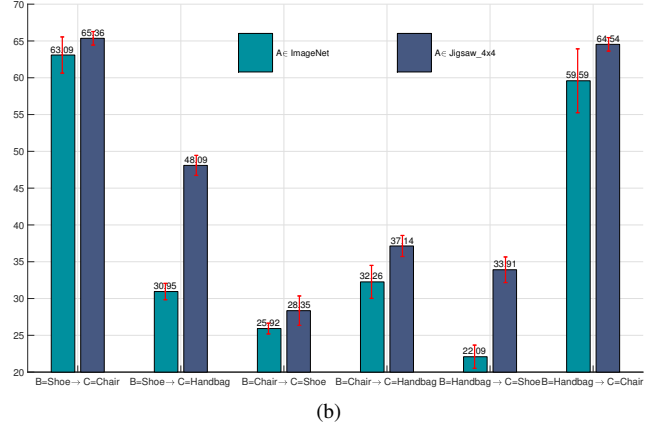 70
65
60
55
50
45
40
35
30
25
20
A∈ ImageNet
A∈ Jigsaw_4x4
63.09
65.36
30.95
48.09
25.92
28.35
32.26
37.14
22.09
33.91
59.59
64.54
B=Shoe→ C=Chair
B=Shoe→ C=Handbag
B=Chair→ C=Shoe
B=Chair→ C=Handbag
B=Handbag→ C=Shoe
B=Handbag→ C=Chair
(b)